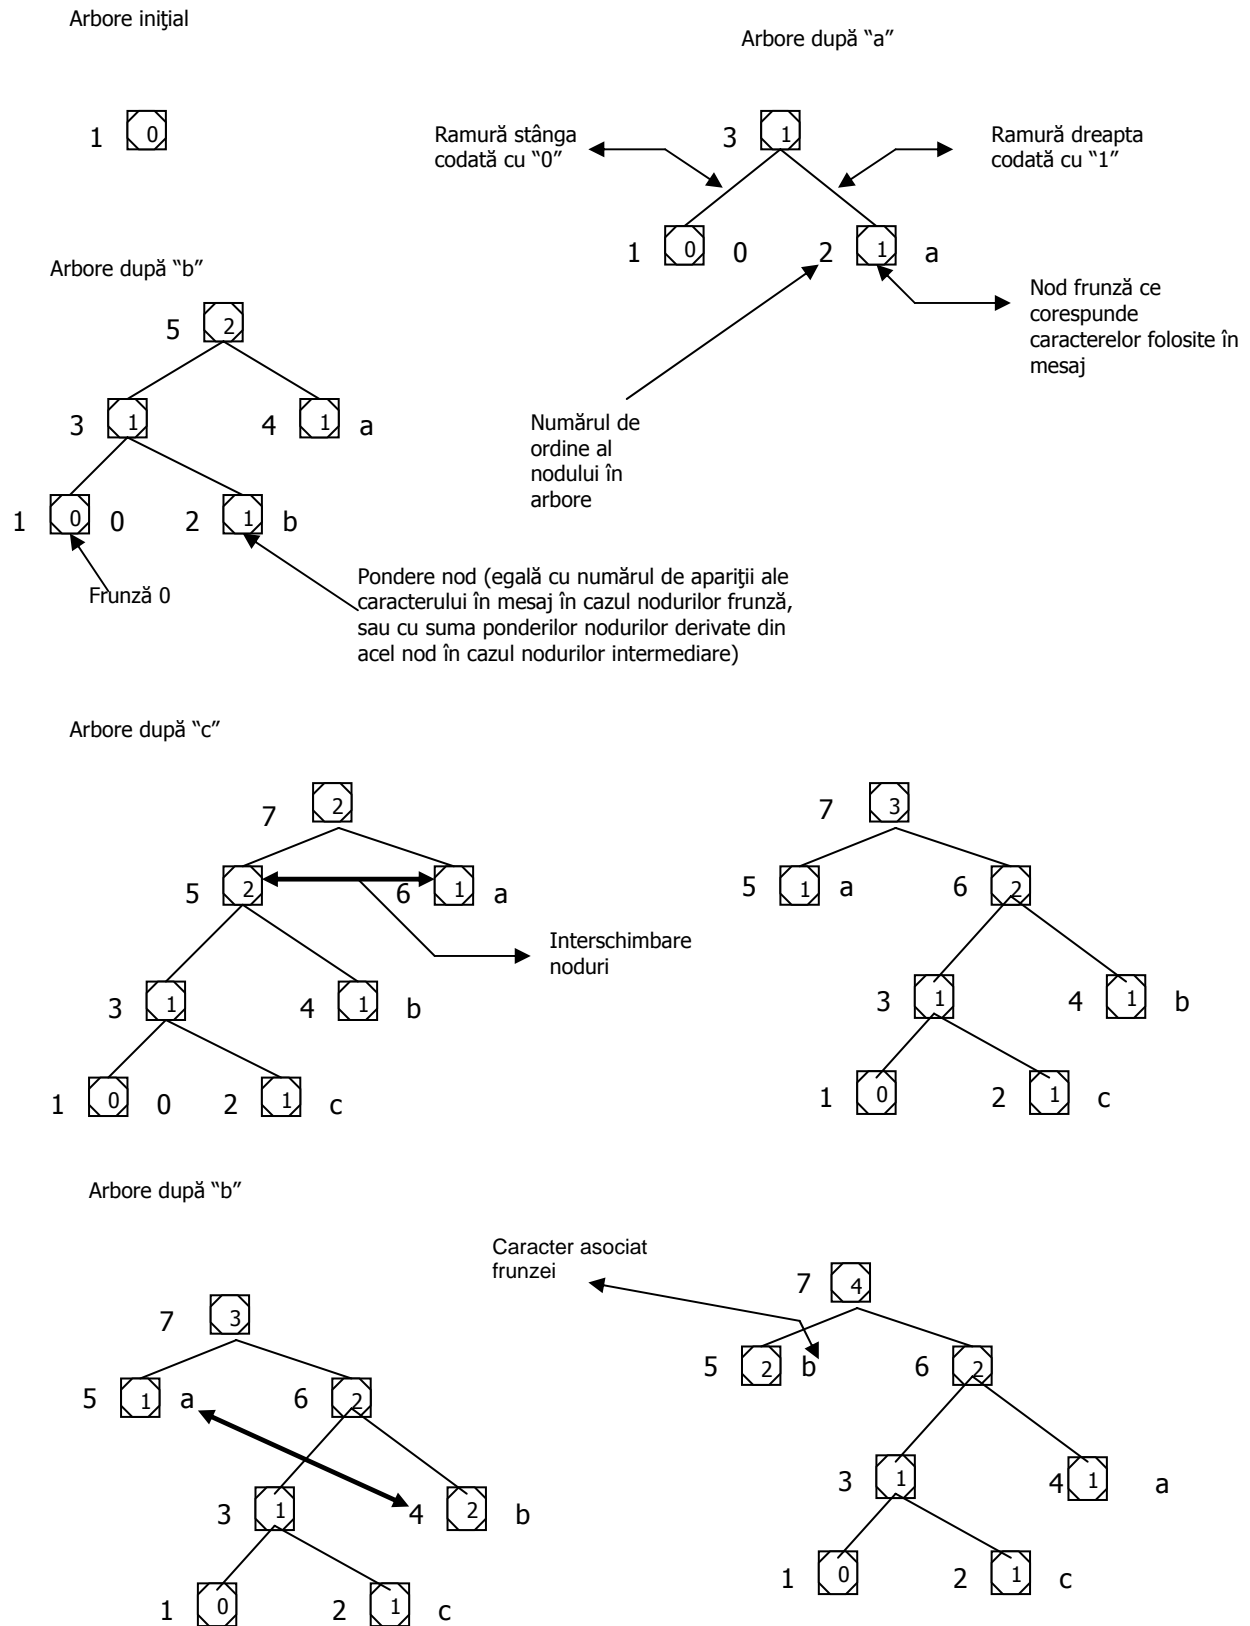 Arbore iniţial
Arbore după “a”
1 0
3 1
Ramură stânga
codată cu “0”
Ramură dreapta
codată cu “1”
1 0 0 2 1 a
Arbore după “b”
5 2
Nod frunză ce
corespunde
caracterelor folosite în
mesaj
3 1 4 1 a
Numărul de
ordine al
nodului în
arbore
1 0 0 2 1 b
Frunză 0
Pondere nod (egală cu numărul de apariţii ale
caracterului în mesaj în cazul nodurilor frunză,
sau cu suma ponderilor nodurilor derivate din
acel nod în cazul nodurilor intermediare)
Arbore după “c”
7 2
5 2 6 1 a
Interschimbare
noduri
3 1 4 1 b
1 0 0 2 1 c
7 3
5 1 a 6 2
3 1 4 1 b
1 0 2 1 c
Arbore după “b”
Caracter asociat
frunzei
7 3
5 1 a 6 2
3 1 4 2 b
1 0 2 1 c
7 4
5 2 b 6 2
3 1 4 1 a
1 0 2 1 c